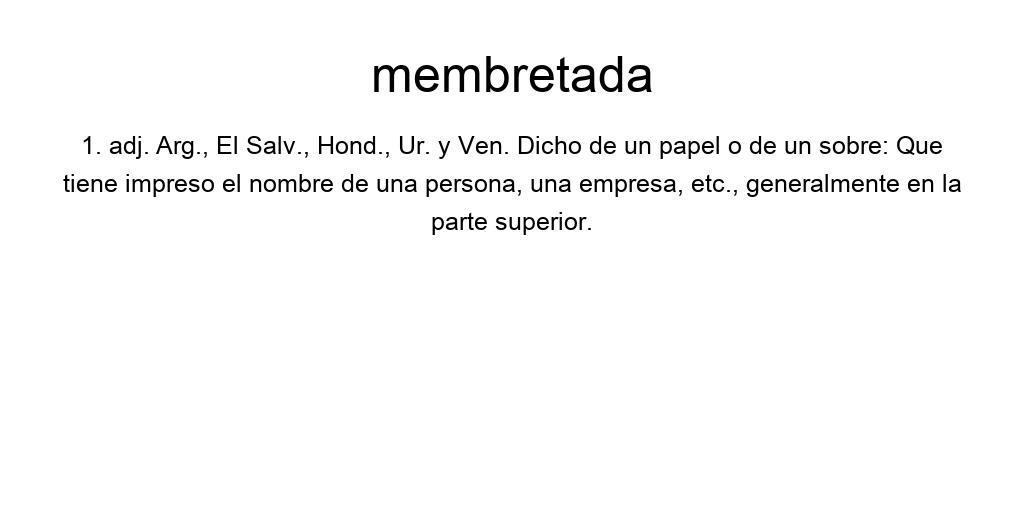 membretada
1. adj. Arg., El Salv., Hond., Ur. y Ven. Dicho de un papel o de un sobre: Que
tiene impreso el nombre de una persona, una empresa, etc., generalmente en la
parte superior.